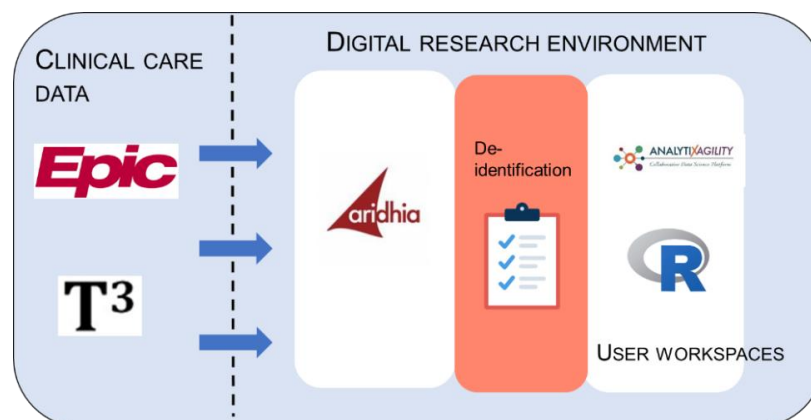 CLINICAL CARE
DATA
Epic
T³
DIGITAL RESEARCH ENVIRONMENT
aridhia
De-
identification
ANALYTIXAGILITY
Collaborative Data Science Platform
R
USER WORKSPACES